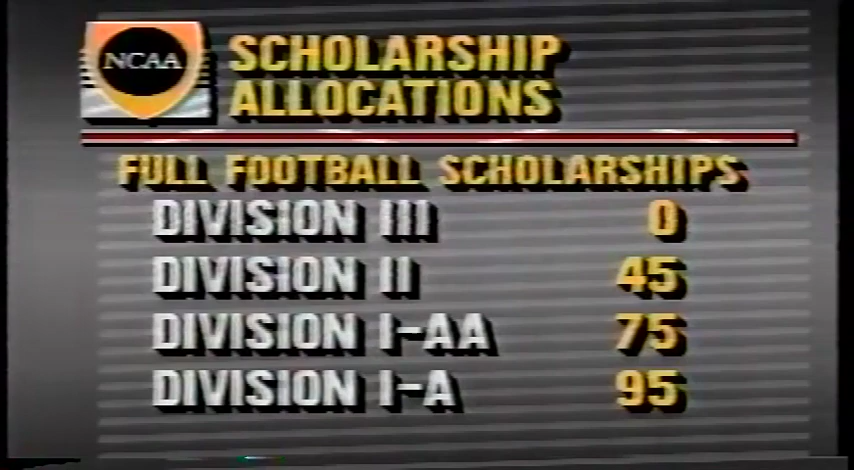 NCAA
SCHOLARSHIP
ALLOCATIONS
FULL FOOTBALL SCHOLARSHIPS
DIVISION III 0
DIVISION II 45
DIVISION I-AA 75
DIVISION I-A 95